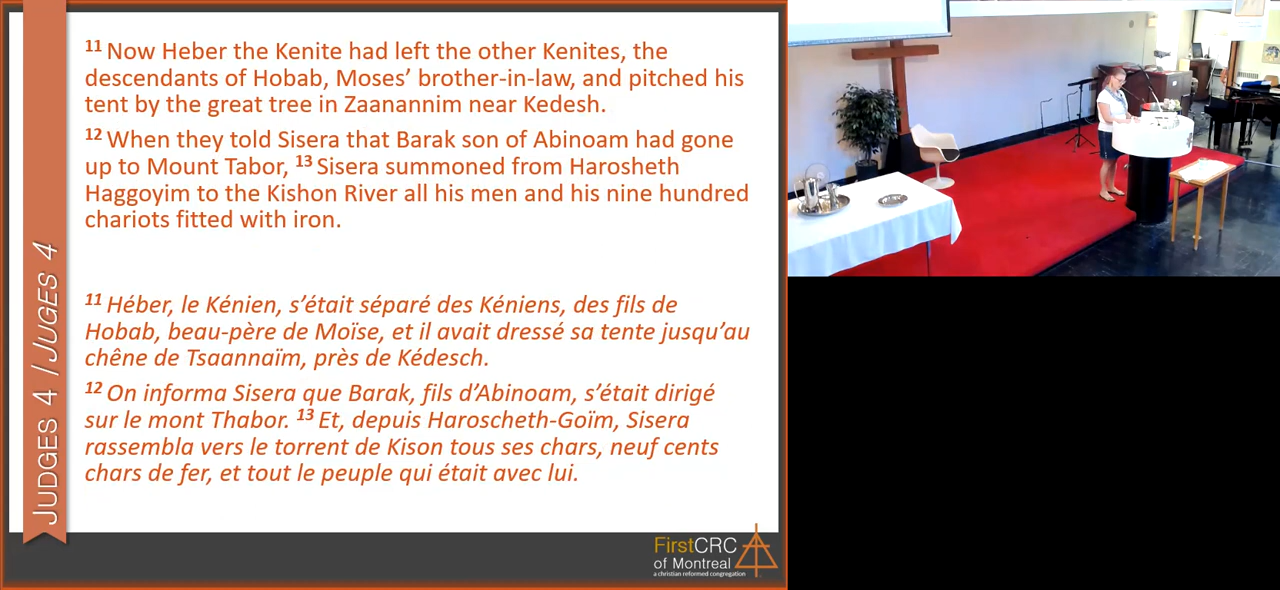 11 Now Heber the Kenite had left the other Kenites, the
descendants of Hobab, Moses’ brother-in-law, and pitched his
tent by the great tree in Zaanannim near Kedesh.
12 When they told Sisera that Barak son of Abinoam had gone
up to Mount Tabor, 13 Sisera summoned from Harosheth
Haggoyim to the Kishon River all his men and his nine hundred
chariots fitted with iron.
11 Héber, le Kénien, s’était séparé des Kéniens, des fils de
Hobab, beau-père de Moïse, et il avait dressé sa tente jusqu’au
chêne de Tsaannaïm, près de Kédesch.
12 On informa Sisera que Barak, fils d’Abinoam, s’était dirigé
sur le mont Thabor. 13 Et, depuis Haroscheth-Goïm, Sisera
rassembla vers le torrent de Kison tous ses chars, neuf cents
chars de fer, et tout le peuple qui était avec lui.
JUDGES 4 / JUGES 4
FirstCRC
of Montreal
a christian reformed congregation